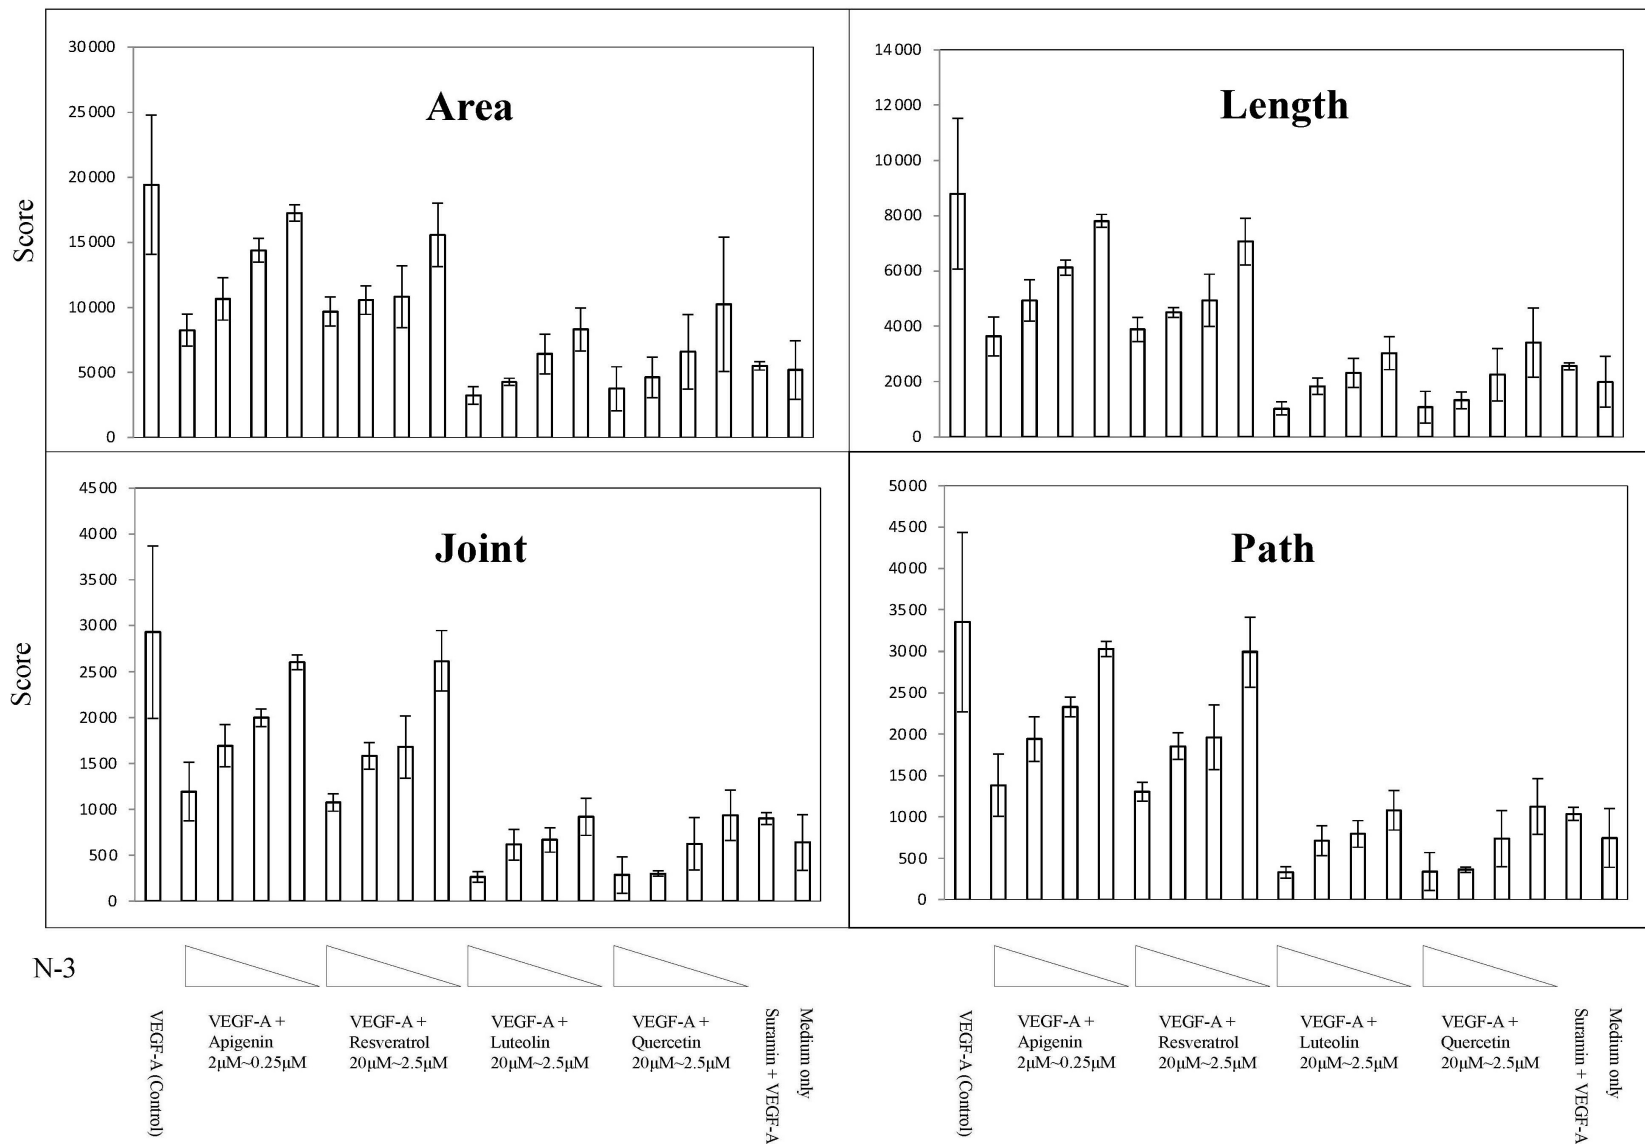 Area
Score
30 000
25 000
20 000
15 000
10 000
5000
0
Length
14 000
12 000
10 000
8000
6000
4000
2000
0
Joint
Score
4500
4000
3500
3000
2500
2000
1500
1000
500
0
Path
5000
4500
4000
3500
3000
2500
2000
1500
1000
500
0
N-3
VEGF-A (Control)
VEGF-A +
Apigenin
2μM~0.25μM
VEGF-A +
Resveratrol
20μM~2.5μM
VEGF-A +
Luteolin
20μM~2.5μM
VEGF-A +
Quercetin
20μM~2.5μM
Suramin + VEGF-A
Medium only
VEGF-A (Control)
VEGF-A +
Apigenin
2μM~0.25μM
VEGF-A +
Resveratrol
20μM~2.5μM
VEGF-A +
Luteolin
20μM~2.5μM
VEGF-A +
Quercetin
20μM~2.5μM
Suramin + VEGF-A
Medium only